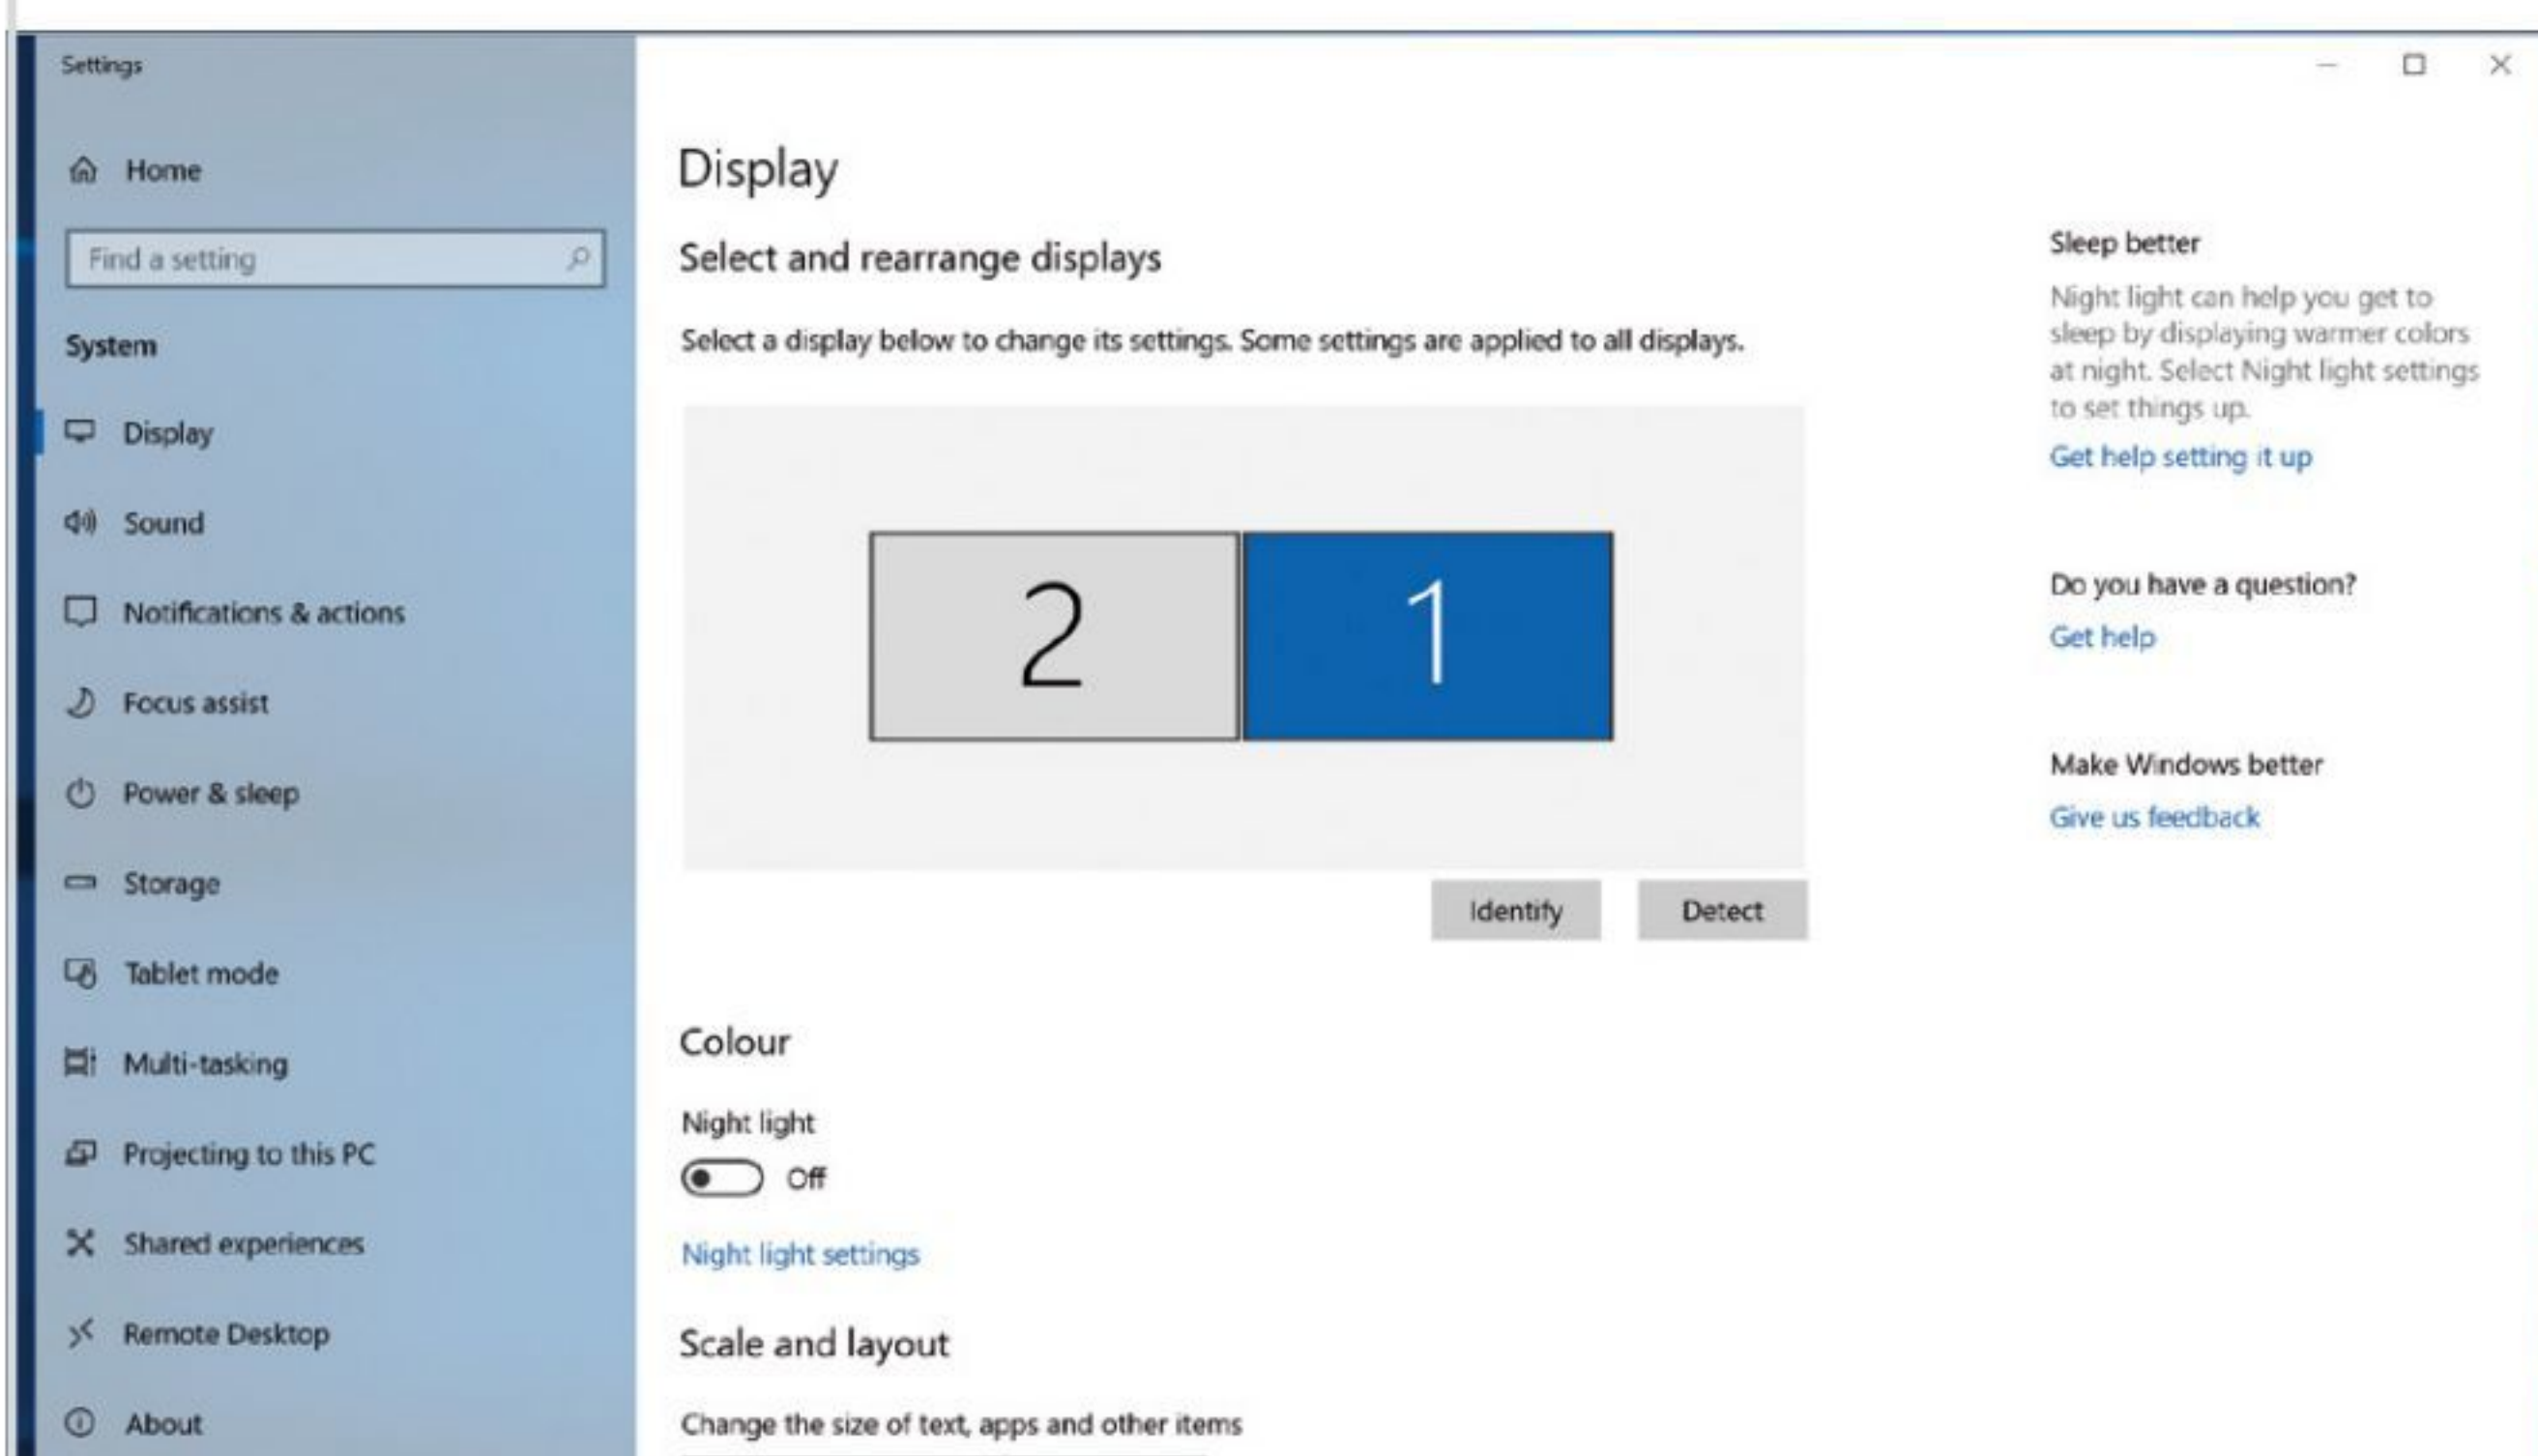 Settings
Home
Find a setting
System
Display
Sound
Notifications & actions
Focus assist
Power & sleep
Storage
Tablet mode
Multi-tasking
Projecting to this PC
Shared experiences
Remote Desktop
About
Display
Select and rearrange displays
Select a display below to change its settings. Some settings are applied to all displays.
2 1
Identify Detect
Colour
Night light
Off
Night light settings
Scale and layout
Change the size of text, apps and other items
Sleep better
Night light can help you get to
sleep by displaying warmer colors
at night. Select Night light settings
to set things up.
Get help setting it up
Do you have a question?
Get help
Make Windows better
Give us feedback